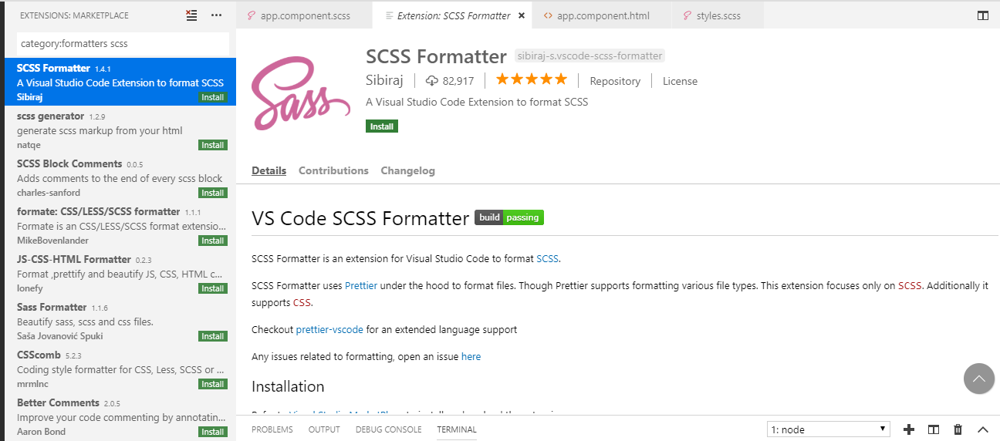 EXTENSIONS: MARKETPLACE
category:formatters scss
SCSS Formatter 1.4.1
A Visual Studio Code Extension to format SCSS
Sibiraj Install
scss generator 1.2.9
generate scss markup from your html
natqe Install
SCSS Block Comments 0.0.5
Adds comments to the end of every scss block
charles-sanford Install
formate: CSS/LESS/SCSS formatter 1.1.1
Formate is an CSS/LESS/SCSS format extensio...
MikeBovenlander Install
JS-CSS-HTML Formatter 0.2.3
Format ,prettify and beautify JS, CSS, HTML c...
lonefy Install
Sass Formatter 1.1.6
Beautify sass, scss and css files.
Saša Jovanović Spuki Install
CSScomb 5.2.3
Coding style formatter for CSS, Less, SCSS or ...
mrmlnc Install
Better Comments 2.0.5
Improve your code commenting by annotatin...
Aaron Bond Install
app.component.scss Extension: SCSS Formatter app.component.html styles.scss
Sass
SCSS Formatter sibiraj-s.vscode-scss-formatter
Sibiraj 82,917 Repository License
A Visual Studio Code Extension to format SCSS
Install
Details Contributions Changelog
VS Code SCSS Formatter build passing
SCSS Formatter is an extension for Visual Studio Code to format SCSS.
SCSS Formatter uses Prettier under the hood to format files. Though Prettier supports formatting various file types. This extension focuses only on SCSS. Additionally it
supports CSS.
Checkout prettier-vscode for an extended language support
Any issues related to formatting, open an issue here
Installation
PROBLEMS OUTPUT DEBUG CONSOLE TERMINAL 1: node